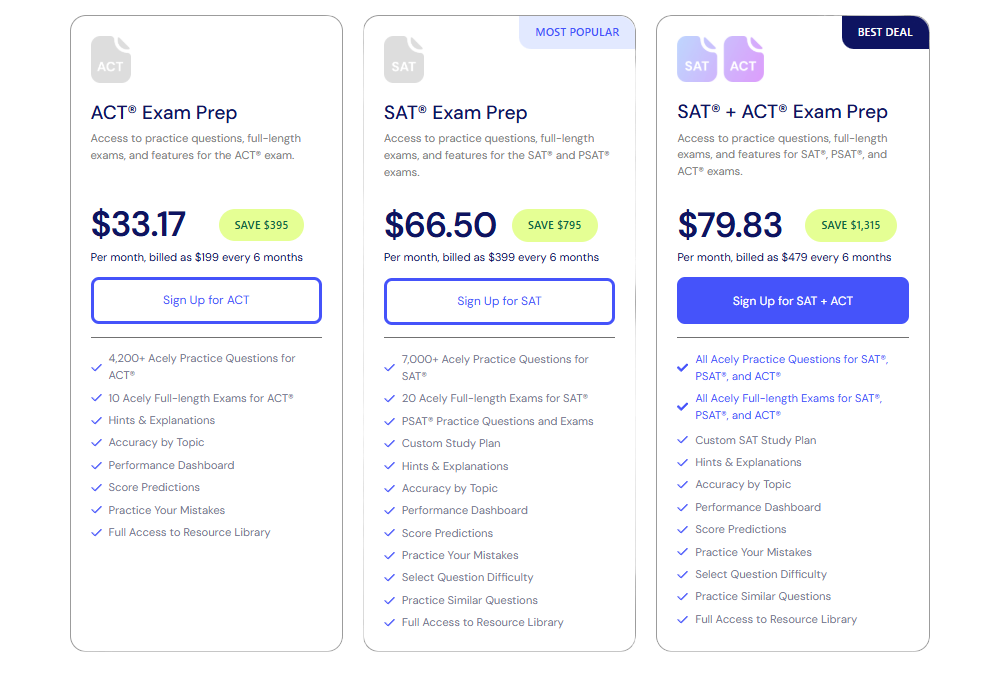 ACT
ACT® Exam Prep
Access to practice questions, full-length
exams, and features for the ACT® exam.
$33.17
SAVE $395
Per month, billed as $199 every 6 months
Sign Up for ACT
4,200+ Acely Practice Questions for
ACT®
10 Acely Full-length Exams for ACT®
Hints & Explanations
Accuracy by Topic
Performance Dashboard
Score Predictions
Practice Your Mistakes
Full Access to Resource Library
MOST POPULAR
SAT
SAT® Exam Prep
Access to practice questions, full-length
exams, and features for the SAT® and PSAT®
exams.
$66.50
SAVE $795
Per month, billed as $399 every 6 months
Sign Up for SAT
7,000+ Acely Practice Questions for
SAT®
20 Acely Full-length Exams for SAT®
PSAT® Practice Questions and Exams
Custom Study Plan
Hints & Explanations
Accuracy by Topic
Performance Dashboard
Score Predictions
Practice Your Mistakes
Select Question Difficulty
Practice Similar Questions
Full Access to Resource Library
BEST DEAL
SAT ACT
SAT® + ACT® Exam Prep
Access to practice questions, full-length
exams, and features for SAT®, PSAT®, and
ACT® exams.
$79.83
SAVE $1,315
Per month, billed as $479 every 6 months
Sign Up for SAT + ACT
All Acely Practice Questions for SAT®,
PSAT®, and ACT®
All Acely Full-length Exams for SAT®,
PSAT®, and ACT®
Custom SAT Study Plan
Hints & Explanations
Accuracy by Topic
Performance Dashboard
Score Predictions
Practice Your Mistakes
Select Question Difficulty
Practice Similar Questions
Full Access to Resource Library